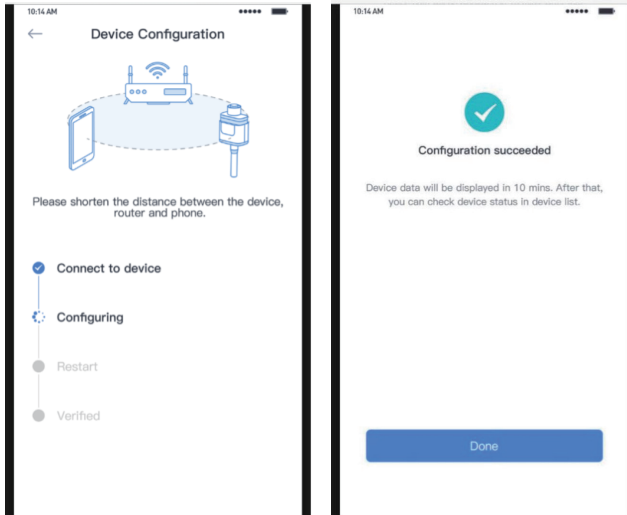 10:14 AM
Device Configuration
Please shorten the distance between the device,
router and phone.
Connect to device
Configuring
Restart
Verified
10:14 AM
Configuration succeeded
Device data will be displayed in 10 mins. After that,
you can check device status in device list.
Done